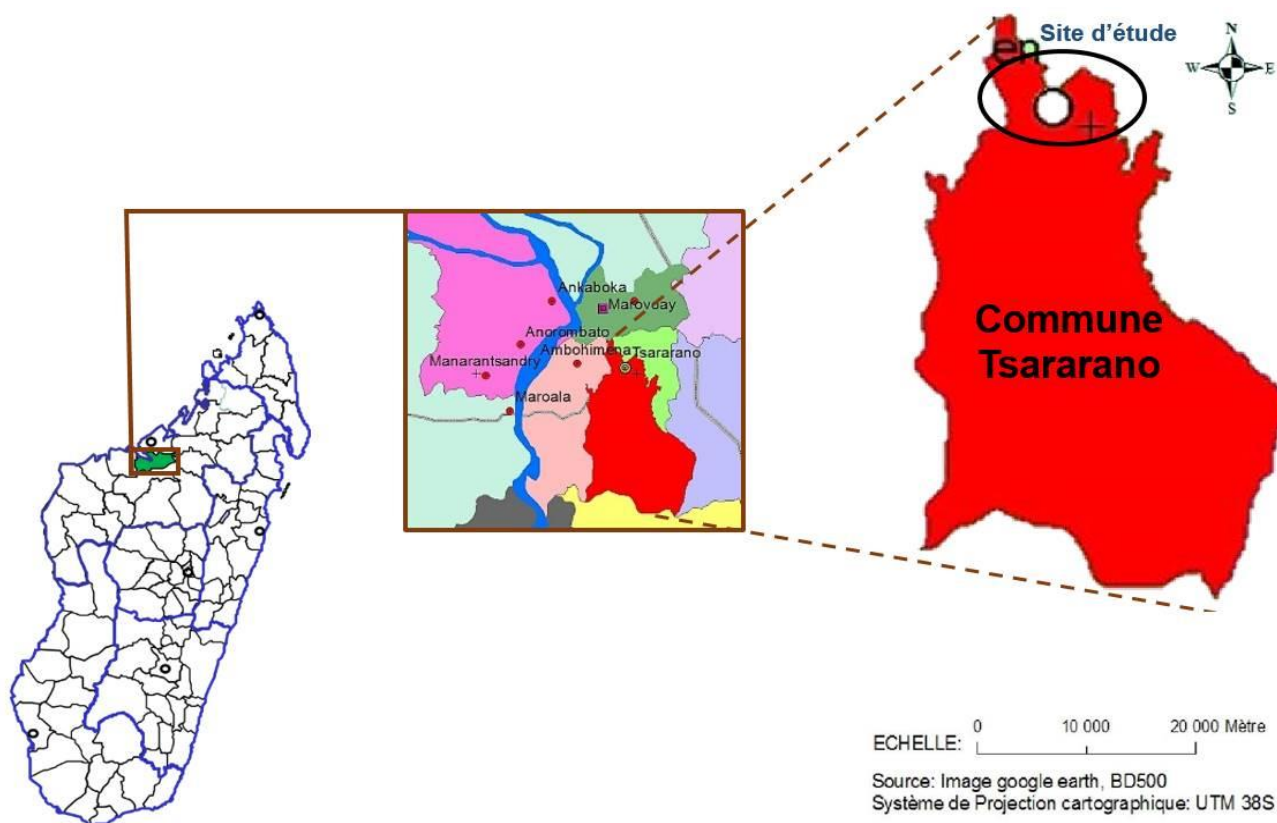 Site d'étude
en
N
W E
S
Ankaboka
Marovoay
Anorombato
Ambohimena
Tsararano
Manarantsandry
Maroala
Commune
Tsararano
ECHELLE: 0 10 000 20 000 Mètre
Source: Image google earth, BD500
Système de Projection cartographique: UTM 38S